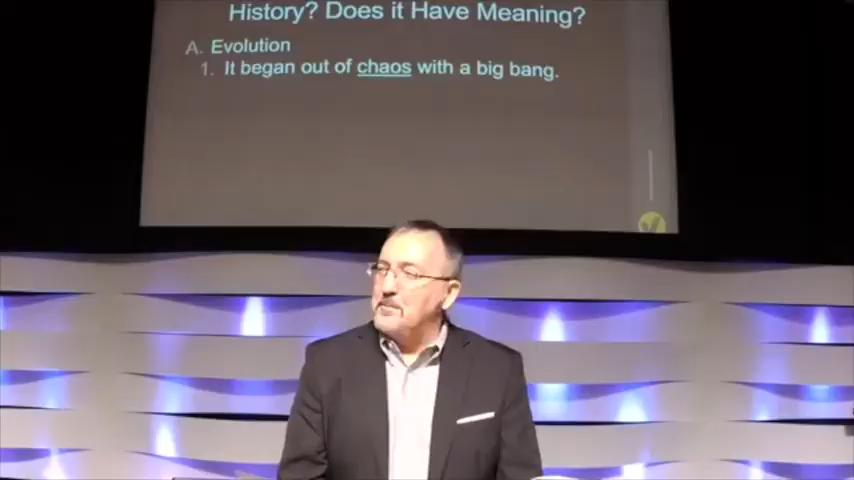 History? Does it Have Meaning?
A. Evolution
1. It began out of chaos with a big bang.